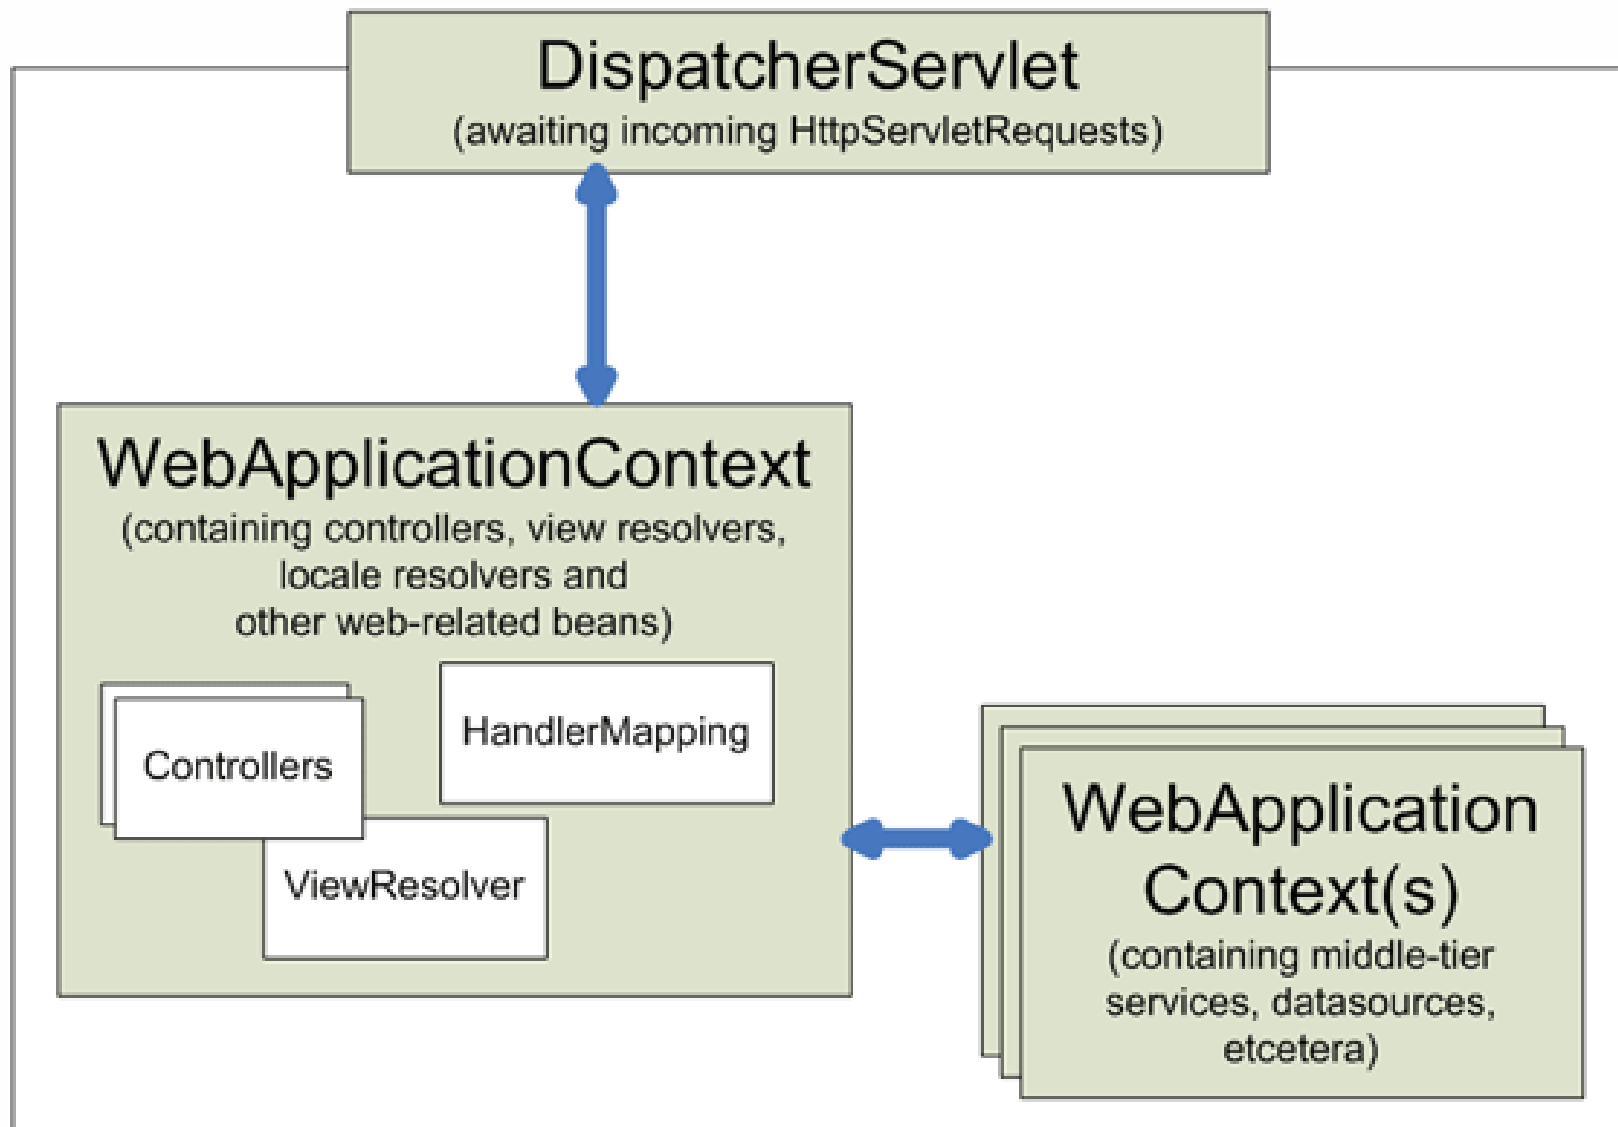 DispatcherServlet
(awaiting incoming HttpServletRequests)
WebApplicationContext
(containing controllers, view resolvers,
locale resolvers and
other web-related beans)
HandlerMapping
Controllers
ViewResolver
WebApplication
Context(s)
(containing middle-tier
services, datasources,
etcetera)